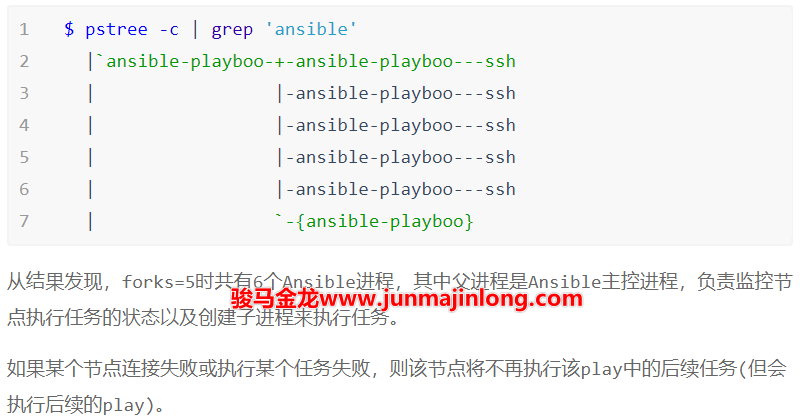 1 $ pstree -c | grep 'ansible'
2 |`ansible-playboo-+-ansible-playboo---ssh
3 | |-ansible-playboo---ssh
4 | |-ansible-playboo---ssh
5 | |-ansible-playboo---ssh
6 | |-ansible-playboo---ssh
7 | `-{ansible-playboo}
从结果发现，forks=5时共有6个Ansible进程，其中父进程是Ansible主控进程，负责监控节
骏马金龙www.junmajinlong.com
点执行任务的状态以及创建子进程来执行任务。
如果某个节点连接失败或执行某个任务失败，则该节点将不再执行该play中的后续任务(但会
执行后续的play)。